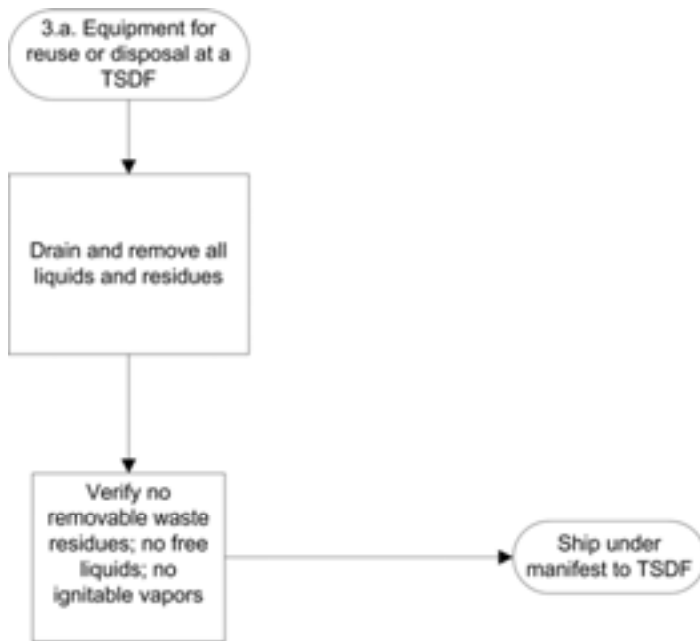 3.a. Equipment for
reuse or disposal at a
TSDF
Drain and remove all
liquids and residues
Verify no
removable waste
residues; no free
liquids; no
ignitable vapors
Ship under
manifest to TSDF